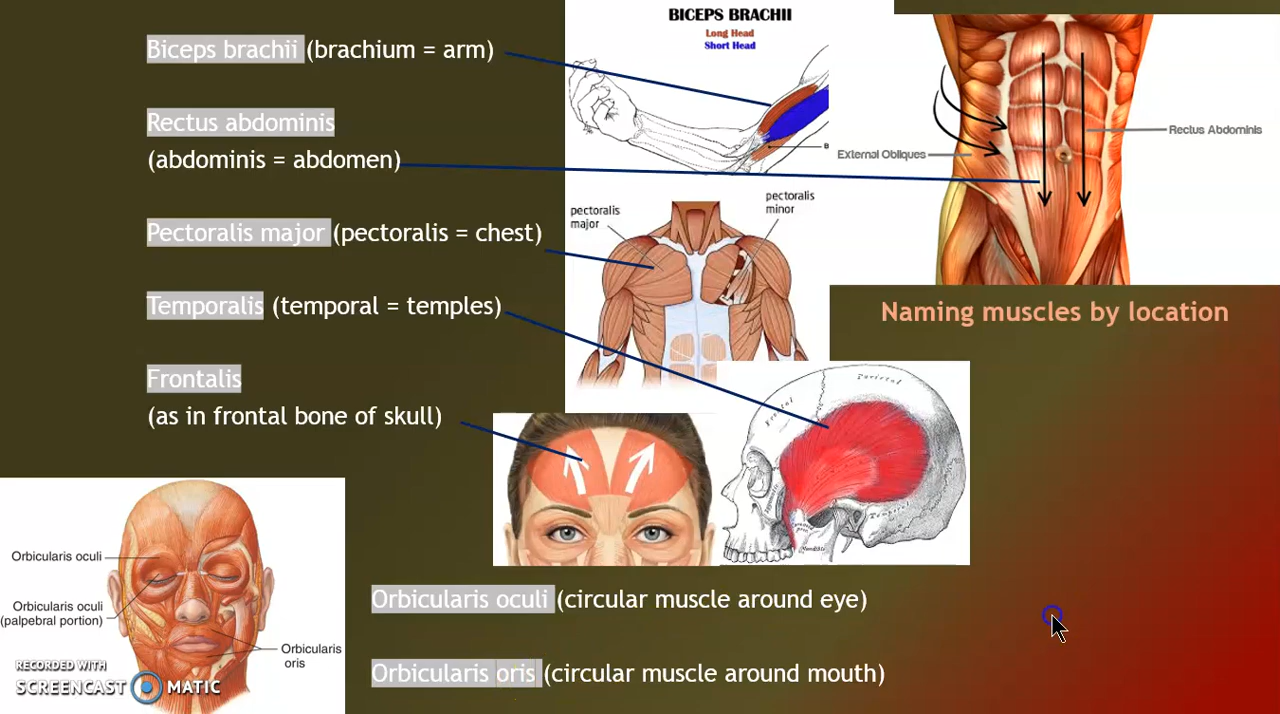 BICEPS BRACHII
Long Head
Short Head
Biceps brachii (brachium = arm)
Rectus abdominis
(abdominis = abdomen)
Rectus Abdominis
External Obliques
Pectoralis major (pectoralis = chest)
pectoralis
major
pectoralis
minor
Temporalis (temporal = temples)
Naming muscles by location
Frontalis
(as in frontal bone of skull)
Frontal
Parietal
Temporal
Orbicularis oculi
Orbicularis oculi
(palpebral portion)
Orbicularis
oris
Orbicularis oculi (circular muscle around eye)
Orbicularis oris (circular muscle around mouth)
RECORDED WITH
SCREENCAST MATIC